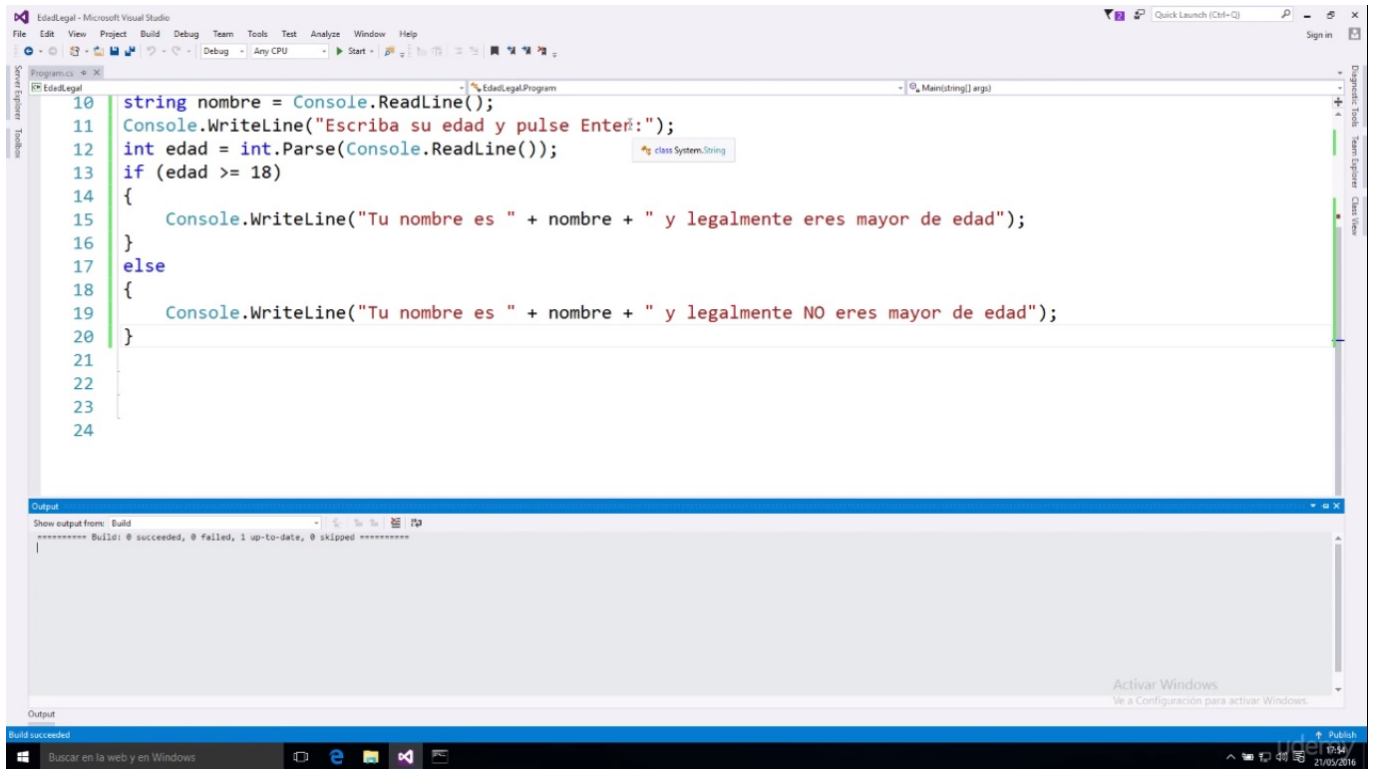 EdadLegal - Microsoft Visual Studio
Quick Launch (Ctrl+Q)
File Edit View Project Build Debug Team Tools Test Analyze Window Help
Sign in
Debug Any CPU Start
Server Explorer
Toolbox
Program.cs
EdadLegal EdadLegal.Program Main(string[] args)
10 string nombre = Console.ReadLine();
11 Console.WriteLine("Escriba su edad y pulse Enter:");
12 int edad = int.Parse(Console.ReadLine());
class System.String
13 if (edad >= 18)
14 {
15 Console.WriteLine("Tu nombre es " + nombre + " y legalmente eres mayor de edad");
16 }
17 else
18 {
19 Console.WriteLine("Tu nombre es " + nombre + " y legalmente NO eres mayor de edad");
20 }
21
22
23
24
Diagnostic Tools
Team Explorer
Class View
Output
Show output from: Build
========== Build: 0 succeeded, 0 failed, 1 up-to-date, 0 skipped ==========
Activar Windows
Ve a Configuración para activar Windows.
Output
Build succeeded
Publish
Buscar en la web y en Windows
udemy
17:54
21/05/2016